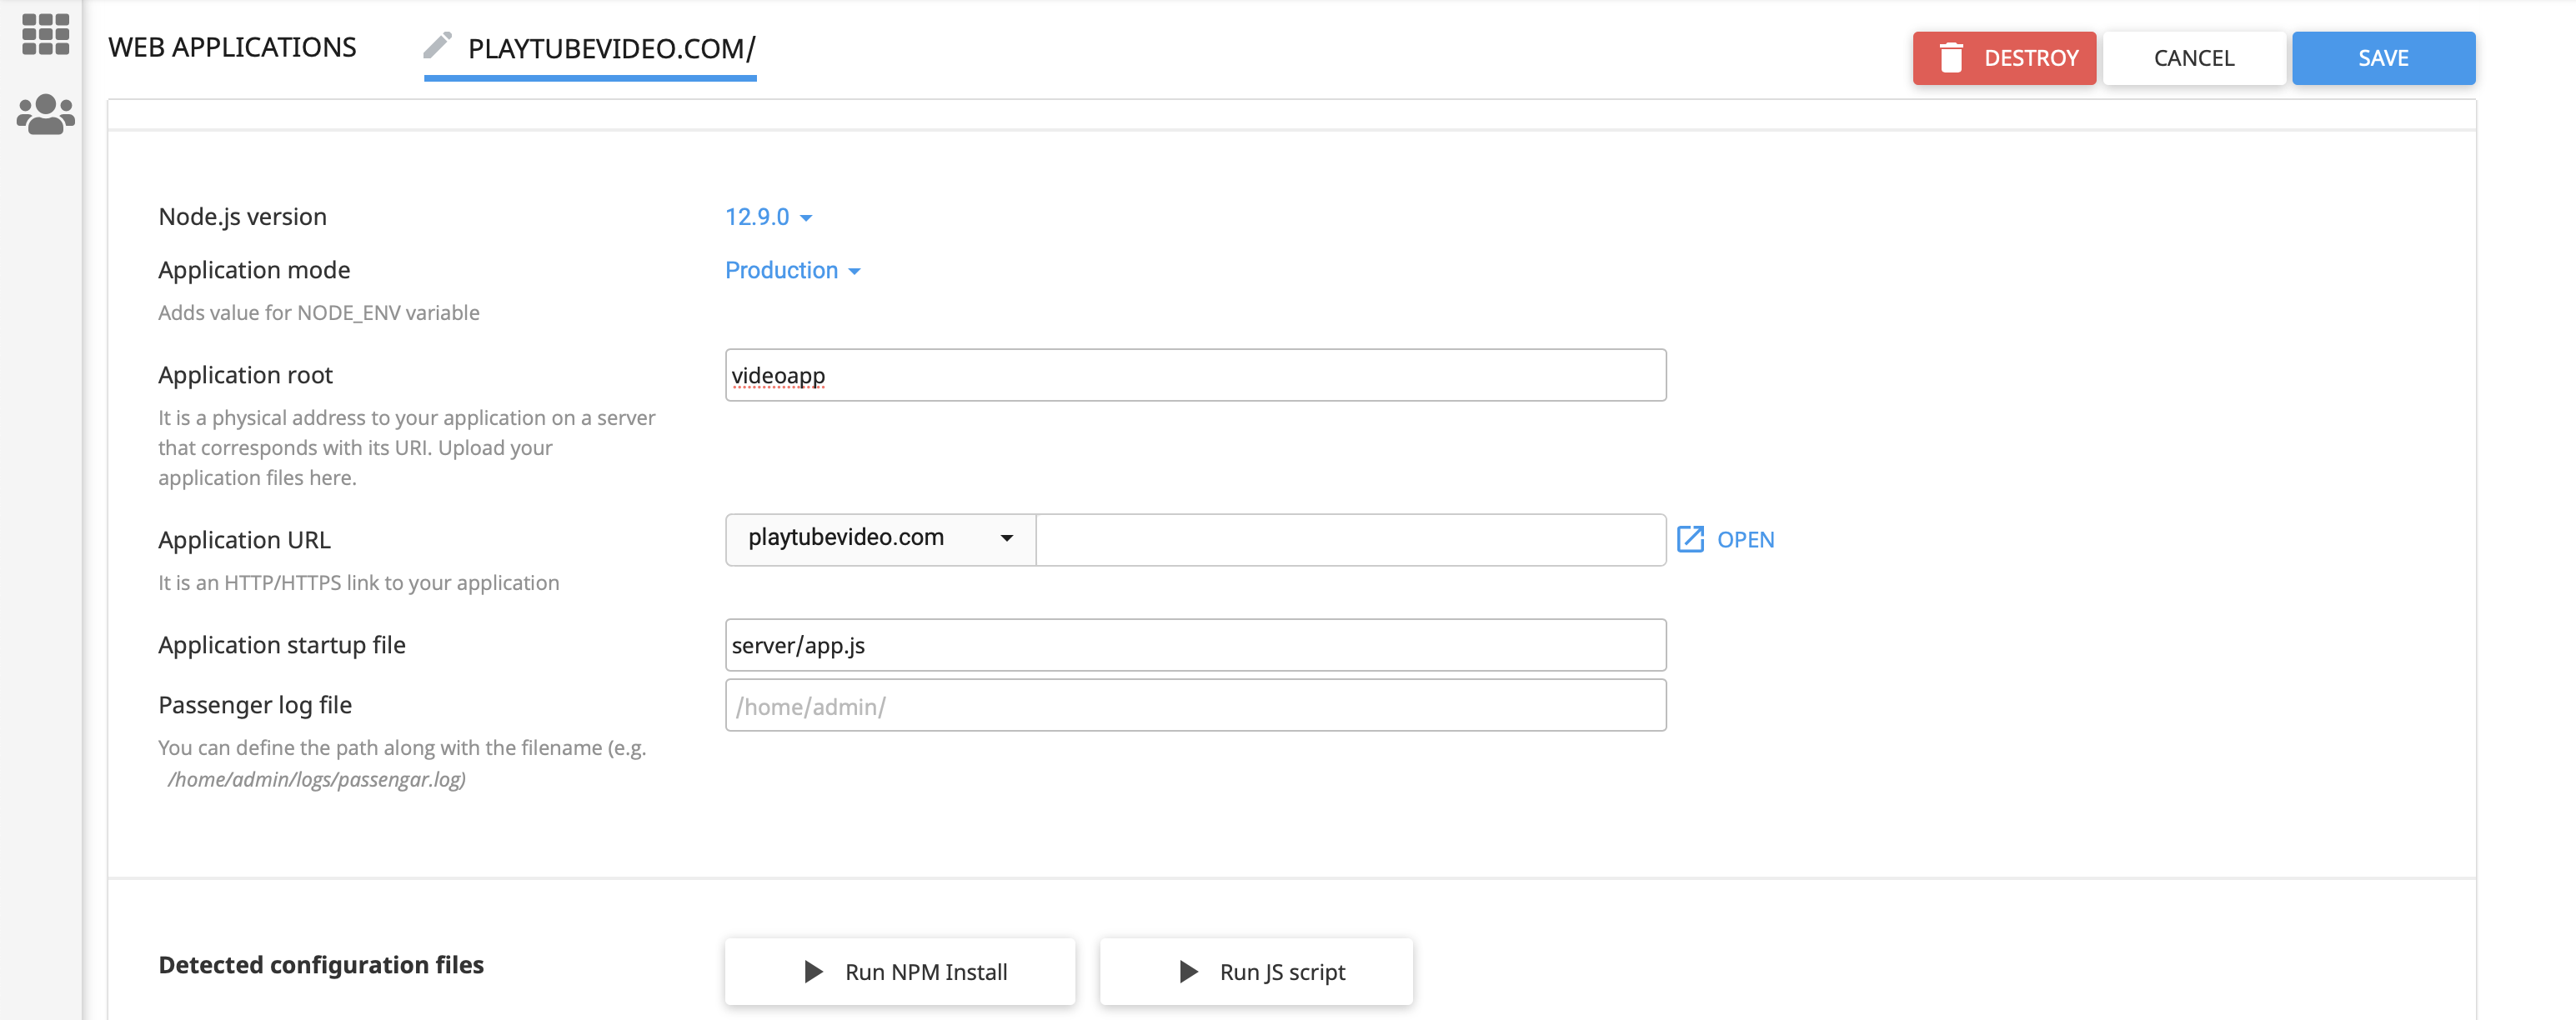 WEB APPLICATIONS
PLAYTUBEVIDEO.COM/
DESTROY
CANCEL
SAVE
Node.js version
12.9.0
Application mode
Production
Adds value for NODE_ENV variable
Application root
videoapp
It is a physical address to your application on a server
that corresponds with its URI. Upload your
application files here.
Application URL
playtubevideo.com
OPEN
It is an HTTP/HTTPS link to your application
Application startup file
server/app.js
Passenger log file
/home/admin/
You can define the path along with the filename (e.g.
/home/admin/logs/passengar.log)
Detected configuration files
Run NPM Install
Run JS script